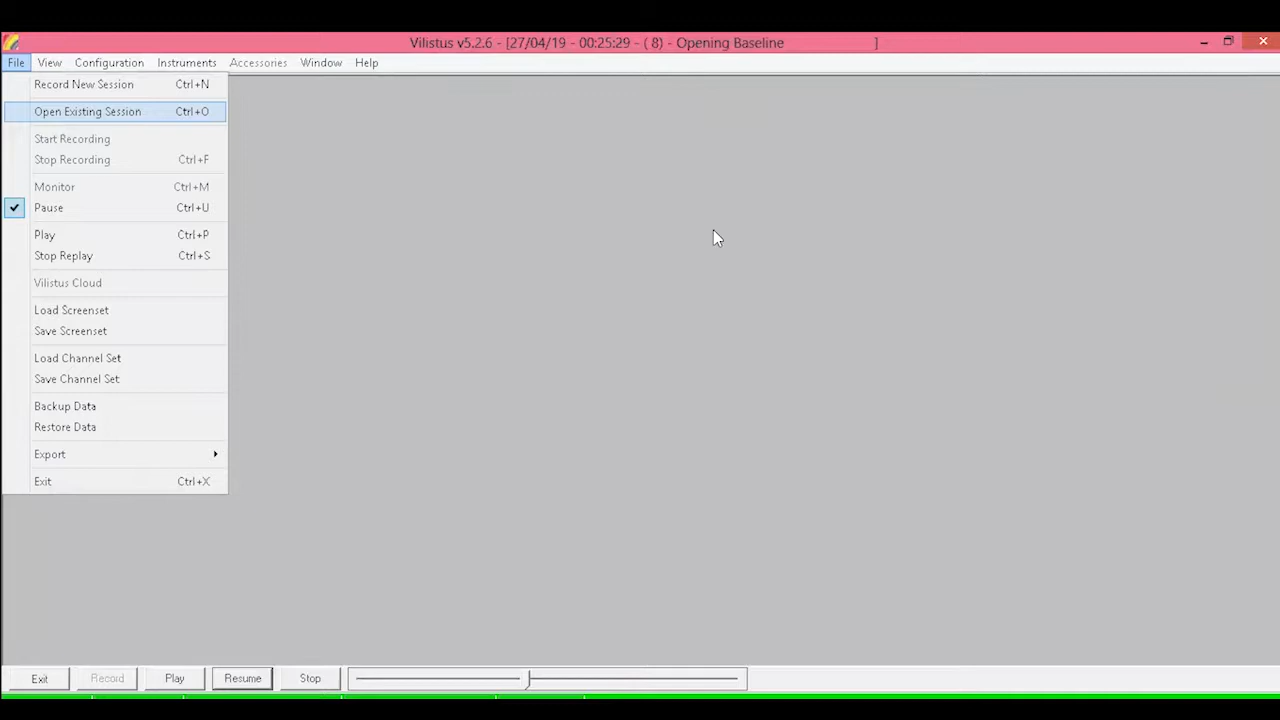 Vilistus v5.2.6 - [27/04/19 - 00:25:29 - ( 8) - Opening Baseline ]
File View Configuration Instruments Accessories Window Help
Record New Session Ctrl+N
Open Existing Session Ctrl+O
Start Recording
Stop Recording Ctrl+F
Monitor Ctrl+M
Pause Ctrl+U
Play Ctrl+P
Stop Replay Ctrl+S
Vilistus Cloud
Load Screenset
Save Screenset
Load Channel Set
Save Channel Set
Backup Data
Restore Data
Export
Exit Ctrl+X
Exit Record Play Resume Stop